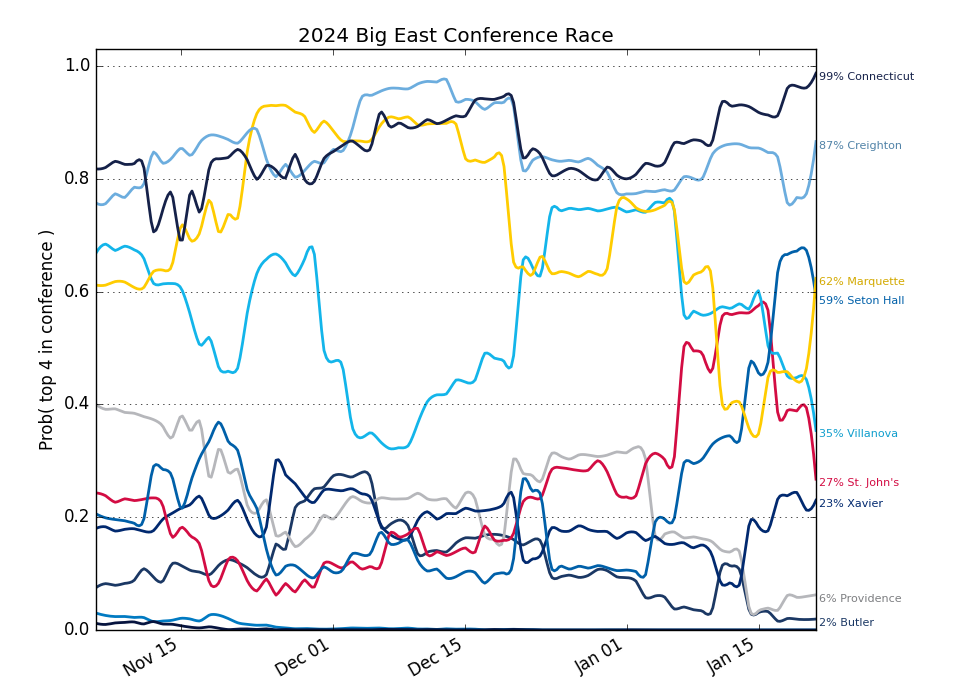 2024 Big East Conference Race
Prob( top 4 in conference )
1.0
0.8
0.6
0.4
0.2
0.0
Nov 15
Dec 01
Dec 15
Jan 01
Jan 15
99% Connecticut
87% Creighton
62% Marquette
59% Seton Hall
35% Villanova
27% St. John's
23% Xavier
6% Providence
2% Butler